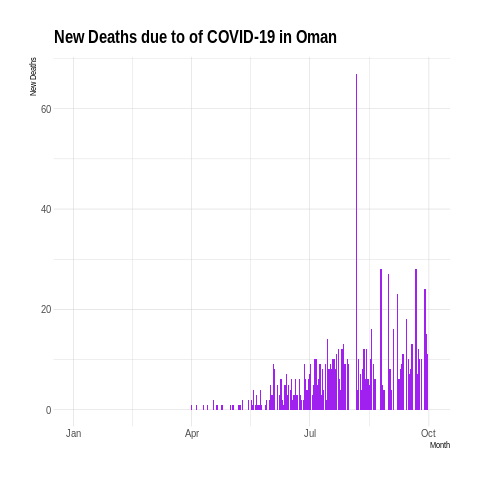 New Deaths due to of COVID-19 in Oman
New Deaths
60
40
20
0
Jan Apr Jul Oct
Month